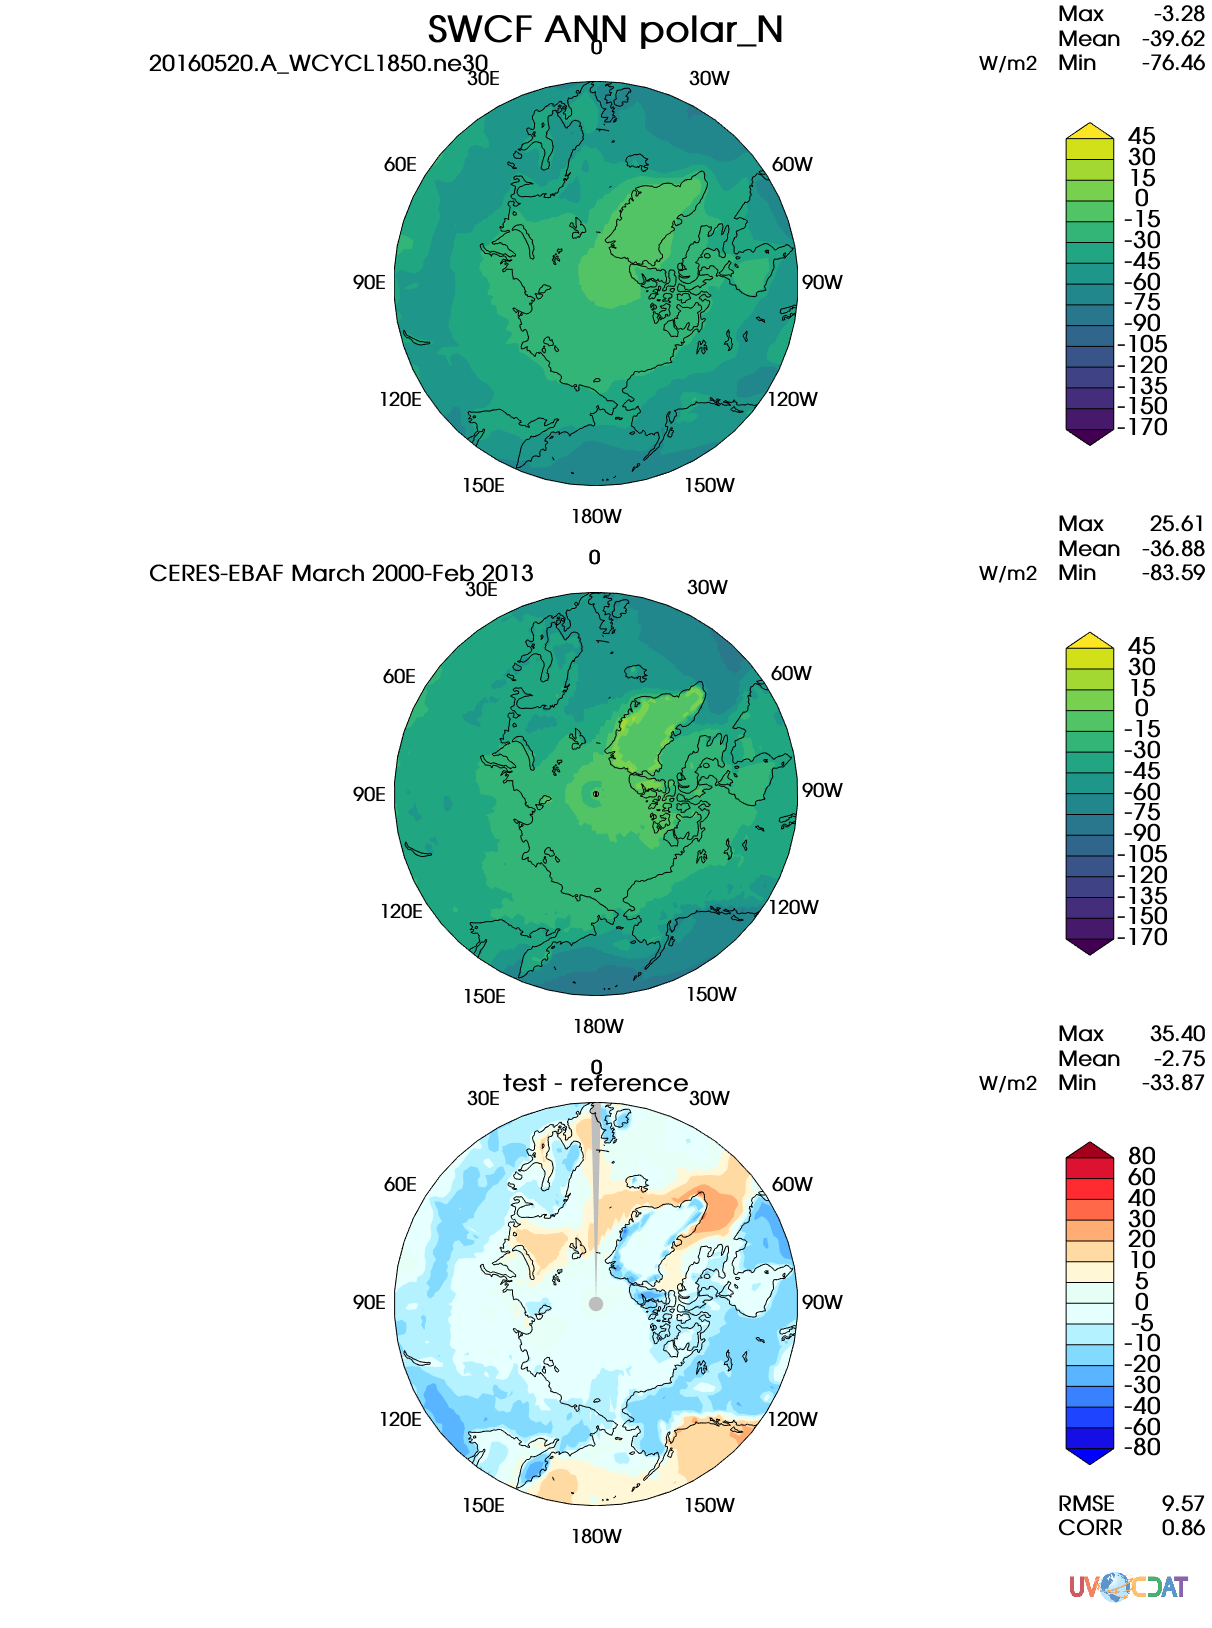 SWCF ANN polar_N
20160520.A_WCYCL1850.ne30
W/m2
Max -3.28
Mean -39.62
Min -76.46
0
30E 30W
60E 60W
90E 90W
120E 120W
150E 150W
180W
45
30
15
0
-15
-30
-45
-60
-75
-90
-105
-120
-135
-150
-170
CERES-EBAF March 2000-Feb 2013
W/m2
Max 25.61
Mean -36.88
Min -83.59
0
30E 30W
60E 60W
90E 90W
120E 120W
150E 150W
180W
45
30
15
0
-15
-30
-45
-60
-75
-90
-105
-120
-135
-150
-170
test - reference
W/m2
Max 35.40
Mean -2.75
Min -33.87
0
30E 30W
60E 60W
90E 90W
120E 120W
150E 150W
180W
80
60
40
30
20
10
5
0
-5
-10
-20
-30
-40
-60
-80
RMSE 9.57
CORR 0.86
UV CDAT